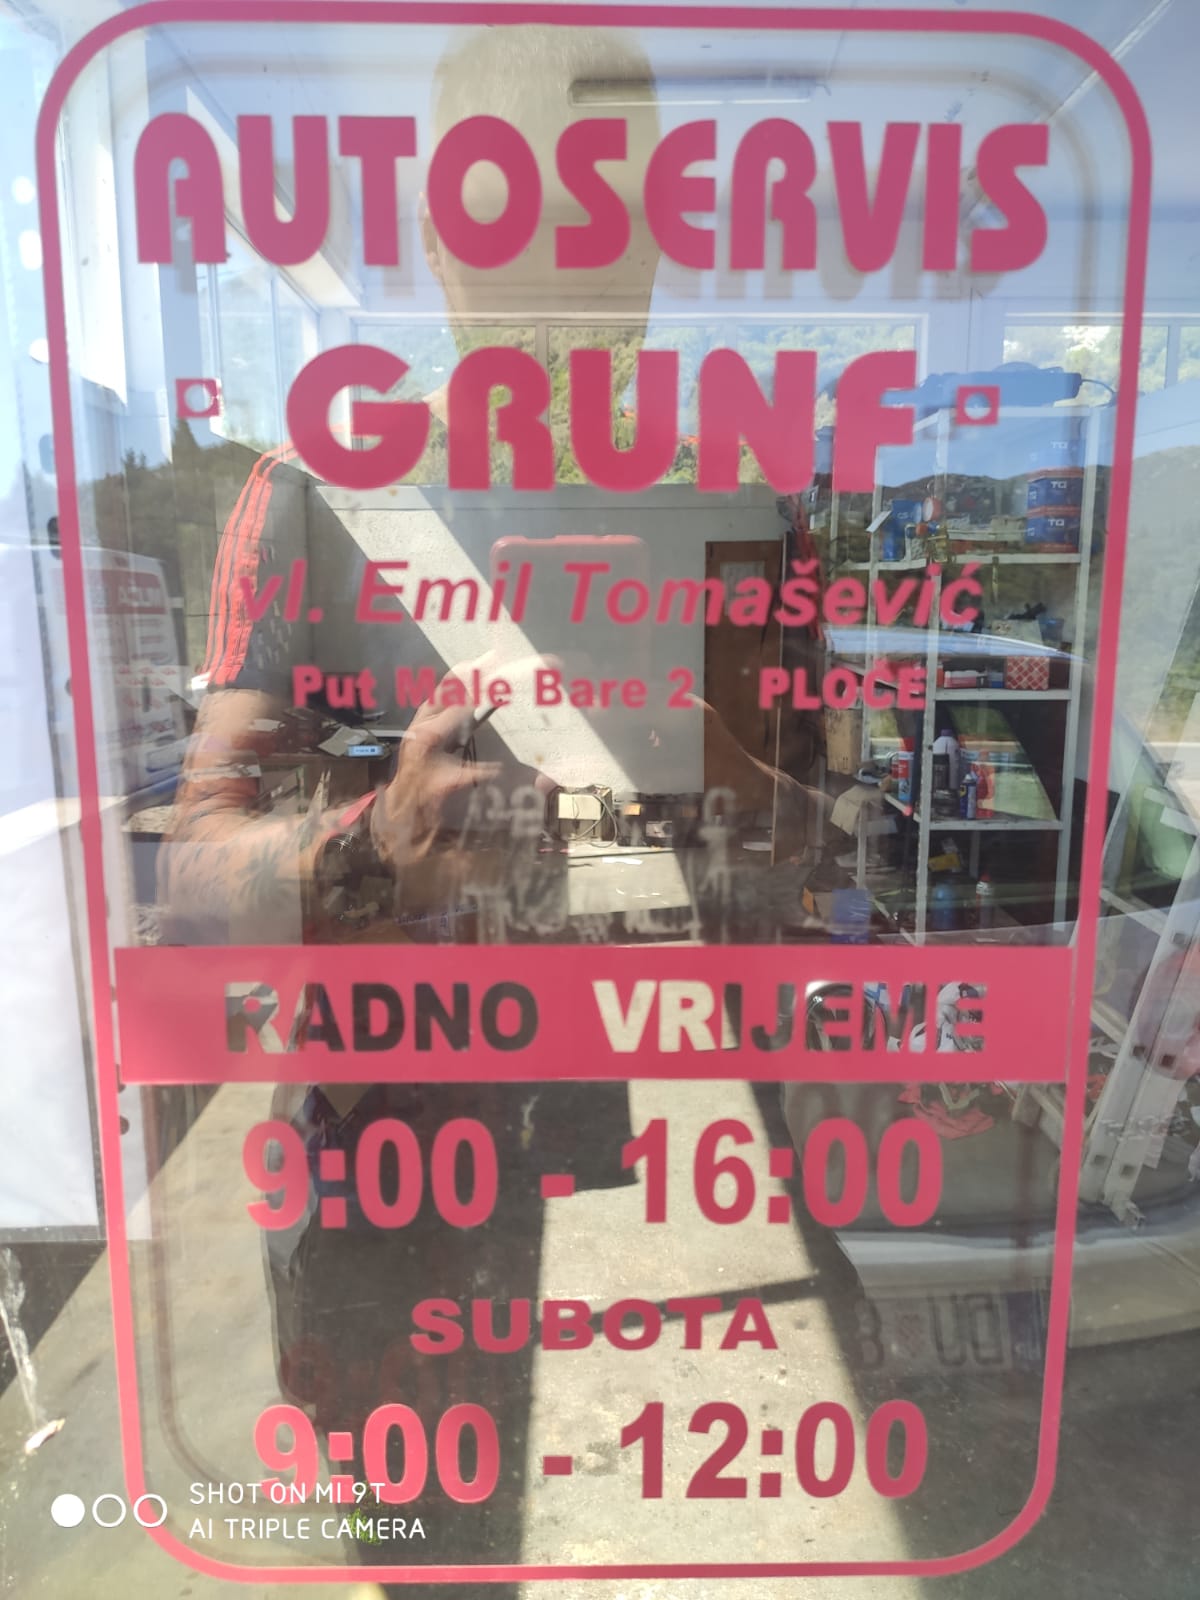 AUTOSERVIS
GRUNF
vl. Emil Tomašević
Put Male Bare 2 PLOČE
RADNO VRIJEME
9:00 - 16:00
SUBOTA
9:00 - 12:00
SHOT ON MI 9T
AI TRIPLE CAMERA